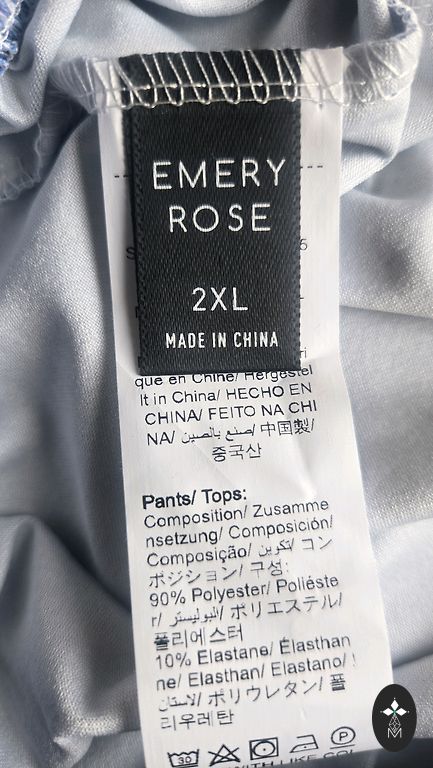 EMERY
ROSE
2XL
MADE IN CHINA
que en Chine/ Hergestel
lt in China/ HECHO EN
CHINA/ FEITO NA CHI
NA/ صنع بالصين/ 中国製/
중국산
Pants/ Tops:
Composition/ Zusamme
nsetzung/ Composición/
Composição/ تكوين/ コン
ポジション/ 구성:
90% Polyester/ Poliéste
r/ البوليستر/ ポリエステル/
폴리에스터
10% Elastane/ Élasthan
ne/ Elasthan/ Elastano/
الاستان/ ポリウレタン/ 폴
리우레탄
30
P
M